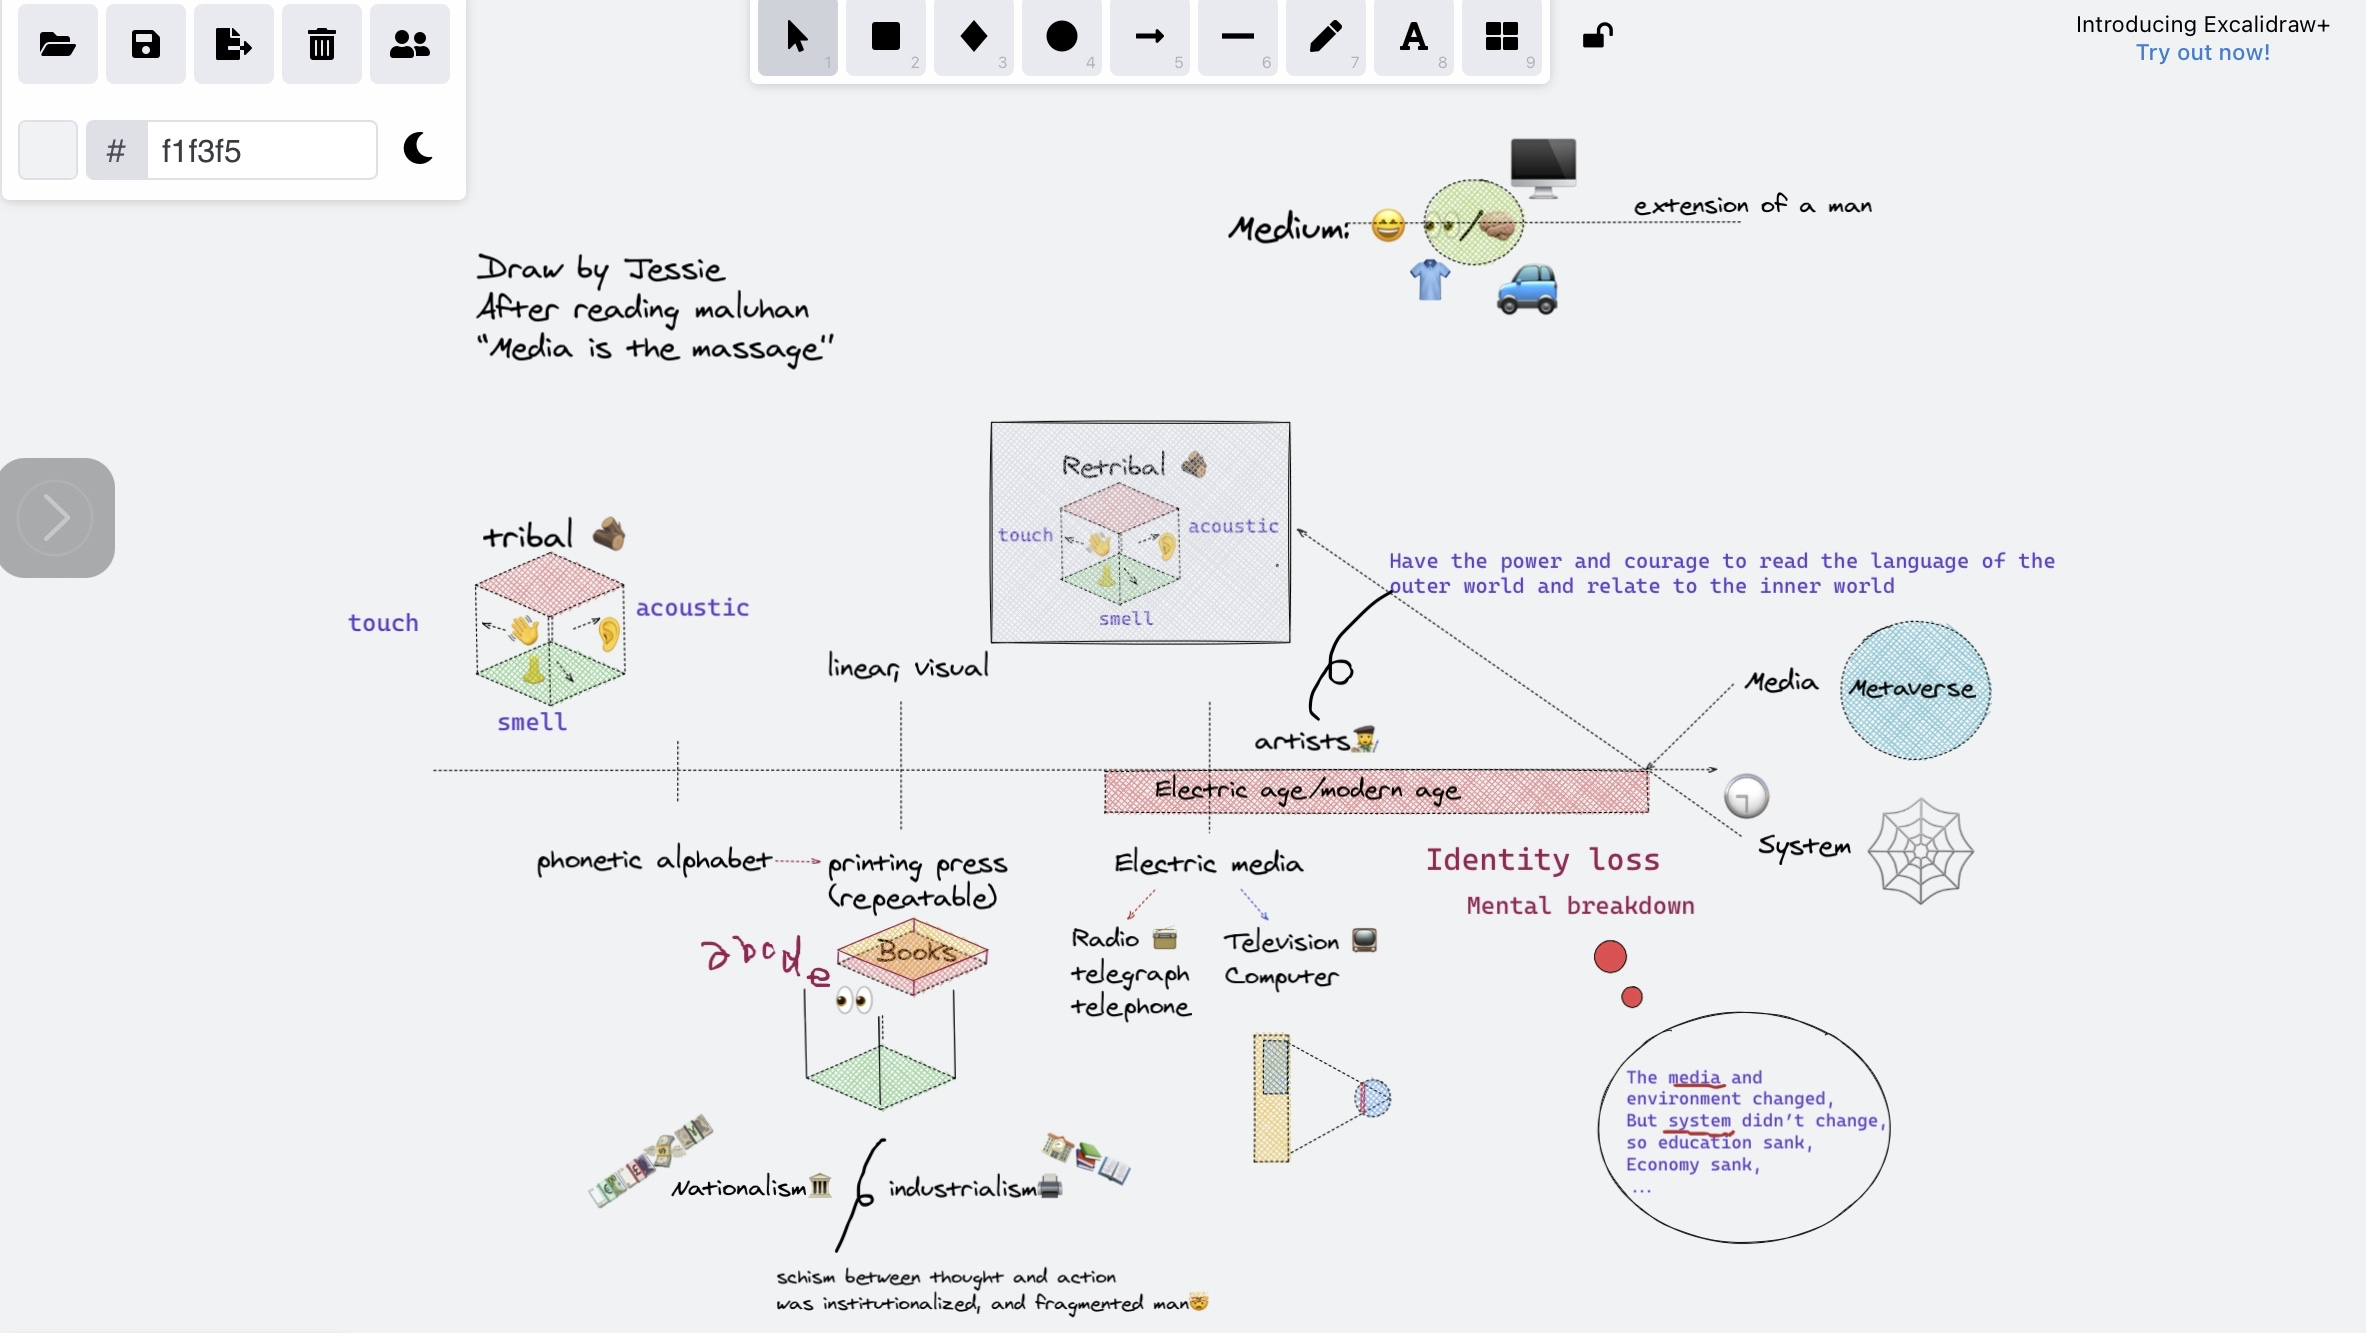 1
2
3
4
5
6
7
A
8
9
Introducing Excalidraw+
Try out now!
#
f1f3f5
Medium:
/
extension of a man
Draw by Jessie
After reading maluhan
"Media is the massage"
Retribal
touch
acoustic
smell
tribal
touch
acoustic
smell
linear, visual
Have the power and courage to read the language of the
outer world and relate to the inner world
artists
Media
Metaverse
Electric age/modern age
System
phonetic alphabet
printing press
(repeatable)
Electric media
Identity loss
Mental breakdown
Books
Radio
telegraph
telephone
Television
Computer
The media and
environment changed,
But system didn't change,
so education sank,
Economy sank,
...
Nationalism
industrialism
schism between thought and action
was institutionalized, and fragmented man